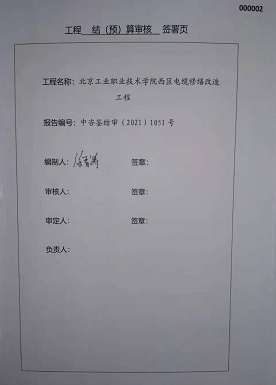 000002
工程 结（预）算审核 签署页
工程名称：北京工业职业技术学院西区电缆修缮改造
工程
报告编号：中咨鉴结审（2021）1051号
编制人： 签章：
审核人： 签章：
审定人： 签章：
负责人：